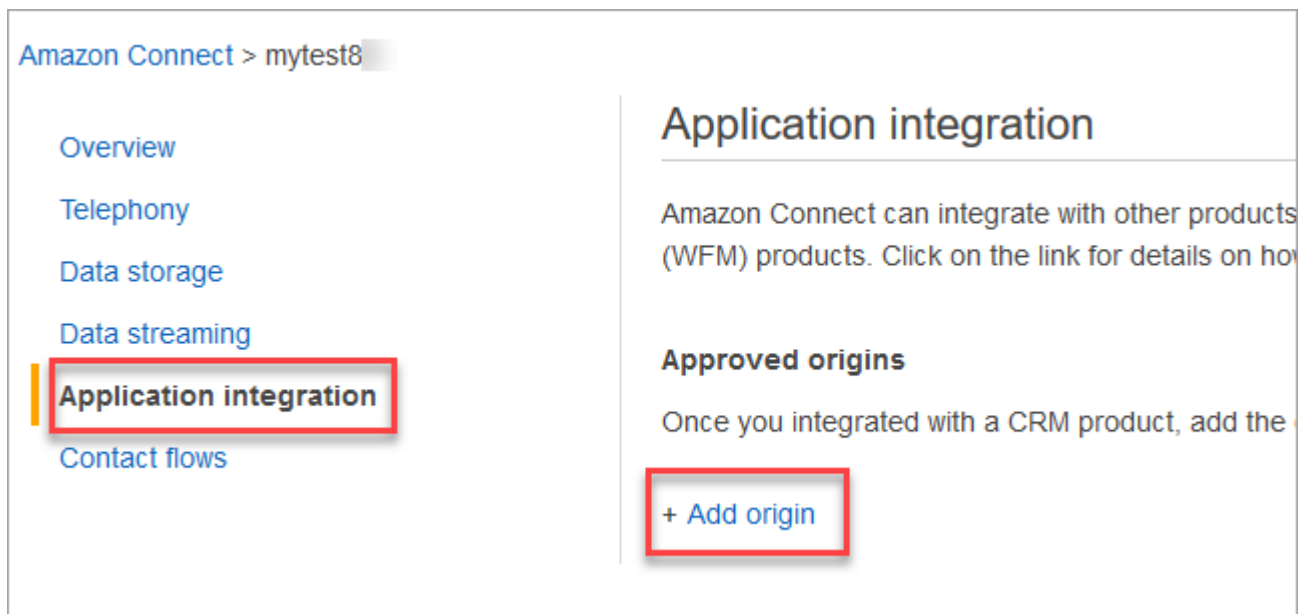 Amazon Connect > mytest8
Overview
Telephony
Data storage
Data streaming
Application integration
Contact flows
Application integration
Amazon Connect can integrate with other products
(WFM) products. Click on the link for details on how
Approved origins
Once you integrated with a CRM product, add the
+ Add origin